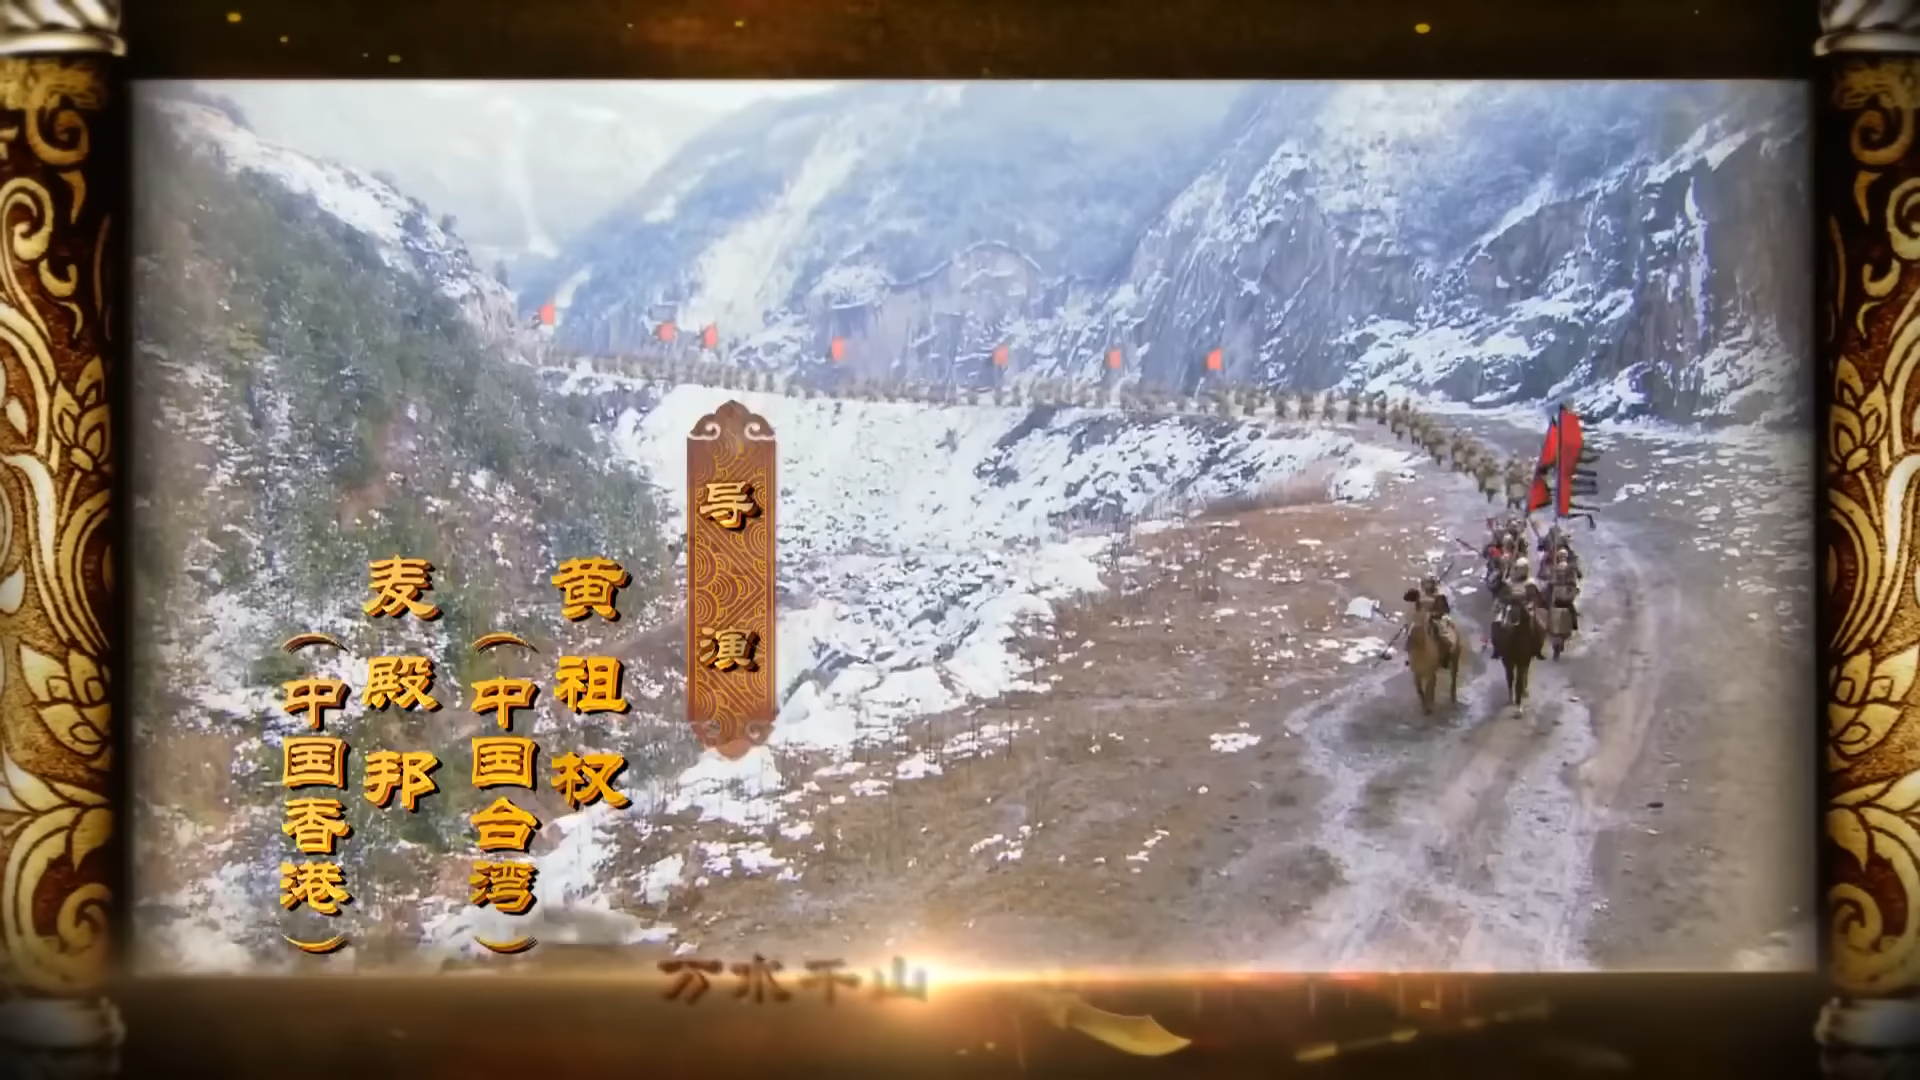 导演
黄祖权
（中国台湾）
麦殿邦
（中国香港）
万水千山